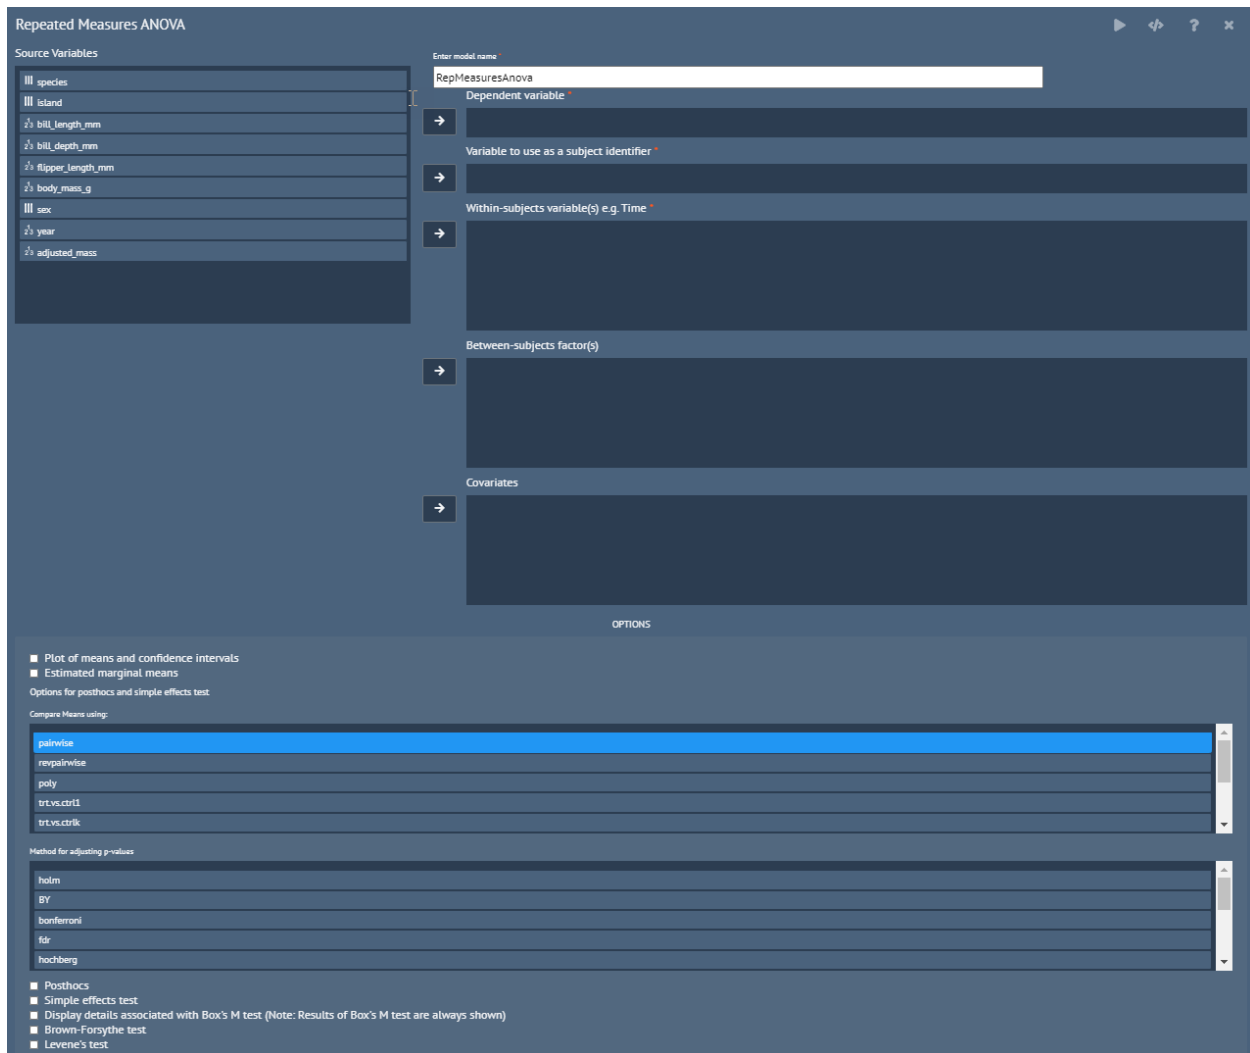 Repeated Measures ANOVA
Source Variables
species
island
bill_length_mm
bill_depth_mm
flipper_length_mm
body_mass_g
sex
year
adjusted_mass
Enter model name *
RepMeasuresAnova
Dependent variable *
Variable to use as a subject identifier *
Within-subjects variable(s) e.g. Time *
Between-subjects factor(s)
Covariates
OPTIONS
Plot of means and confidence intervals
Estimated marginal means
Options for posthocs and simple effects test
Compare Means using:
pairwise
revpairwise
poly
trt.vs.ctrl1
trt.vs.ctrlk
Method for adjusting p-values
holm
BY
bonferroni
fdr
hochberg
Posthocs
Simple effects test
Display details associated with Box's M test (Note: Results of Box's M test are always shown)
Brown-Forsythe test
Levene's test